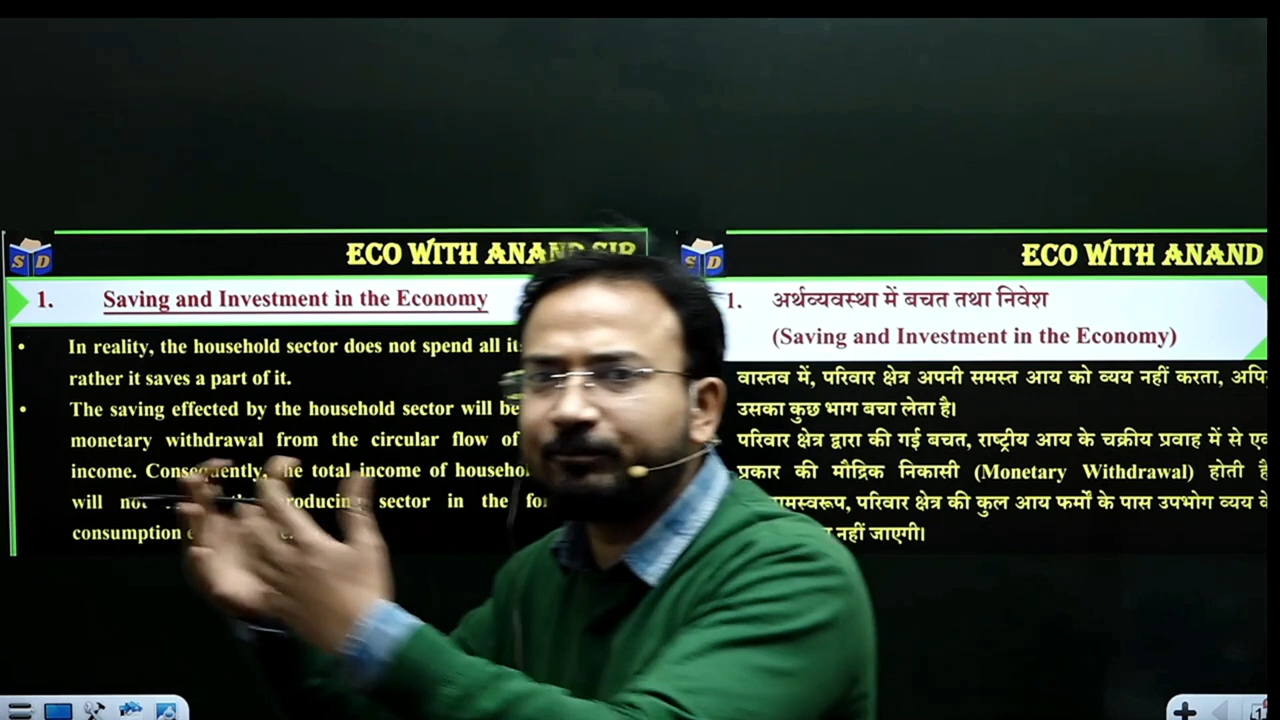 S D
ECO WITH ANAND SIR
1. Saving and Investment in the Economy
• In reality, the household sector does not spend all
rather it saves a part of it.
• The saving effected by the household sector will be
monetary withdrawal from the circular flow of
income. Consequently, the total income of
will not sector in the
consumption
S D
ECO WITH ANAND
1. अर्थव्यवस्था में बचत तथा निवेश
(Saving and Investment in the Economy)
वास्तव में, परिवार क्षेत्र अपनी समस्त आय को व्यय नहीं करता,
उसका कुछ भाग बचा लेता है।
परिवार क्षेत्र द्वारा की गई बचत, राष्ट्रीय आय के चक्रीय प्रवाह में से
प्रकार की मौद्रिक निकासी (Monetary Withdrawal) होती
परिवार क्षेत्र की कुल आय फर्मों के पास उपभोग व्यय
नहीं जाएगी।